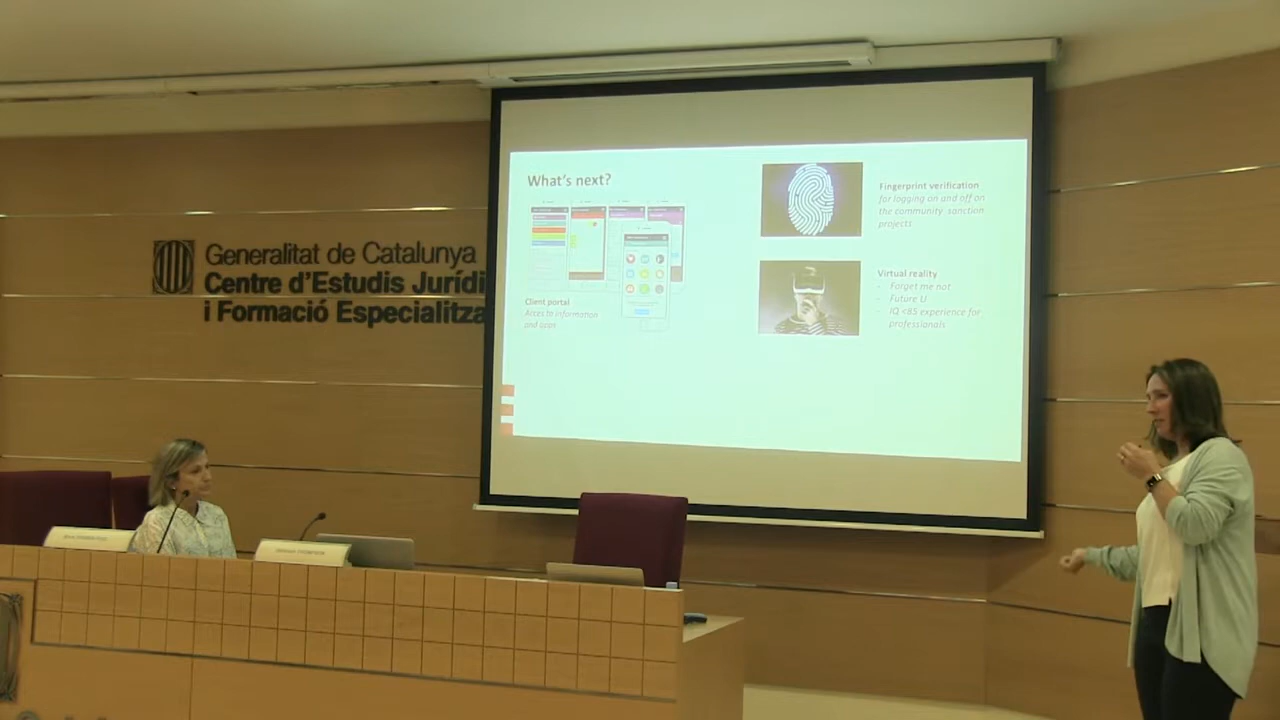 Generalitat de Catalunya
Centre d'Estudis Jurídi
i Formació Especialitza
What's next?
Client portal
Acces to information
and apps
Fingerprint verification
for logging on and off on
the community sanction
projects
Virtual reality
- Forget me not
- Future U
- IQ <85 experience for
professionals